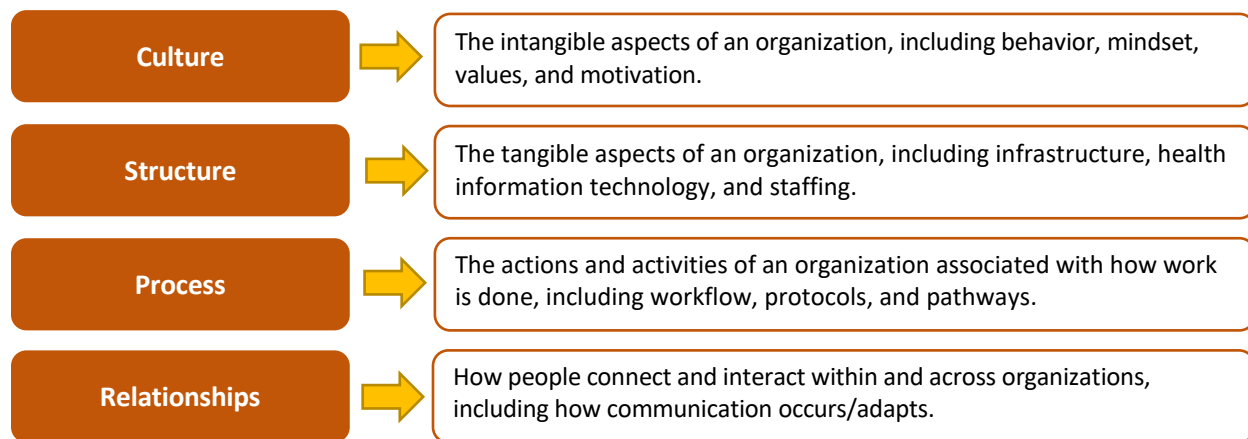 Culture
The intangible aspects of an organization, including behavior, mindset,
values, and motivation.
Structure
The tangible aspects of an organization, including infrastructure, health
information technology, and staffing.
Process
The actions and activities of an organization associated with how work
is done, including workflow, protocols, and pathways.
Relationships
How people connect and interact within and across organizations,
including how communication occurs/adapts.